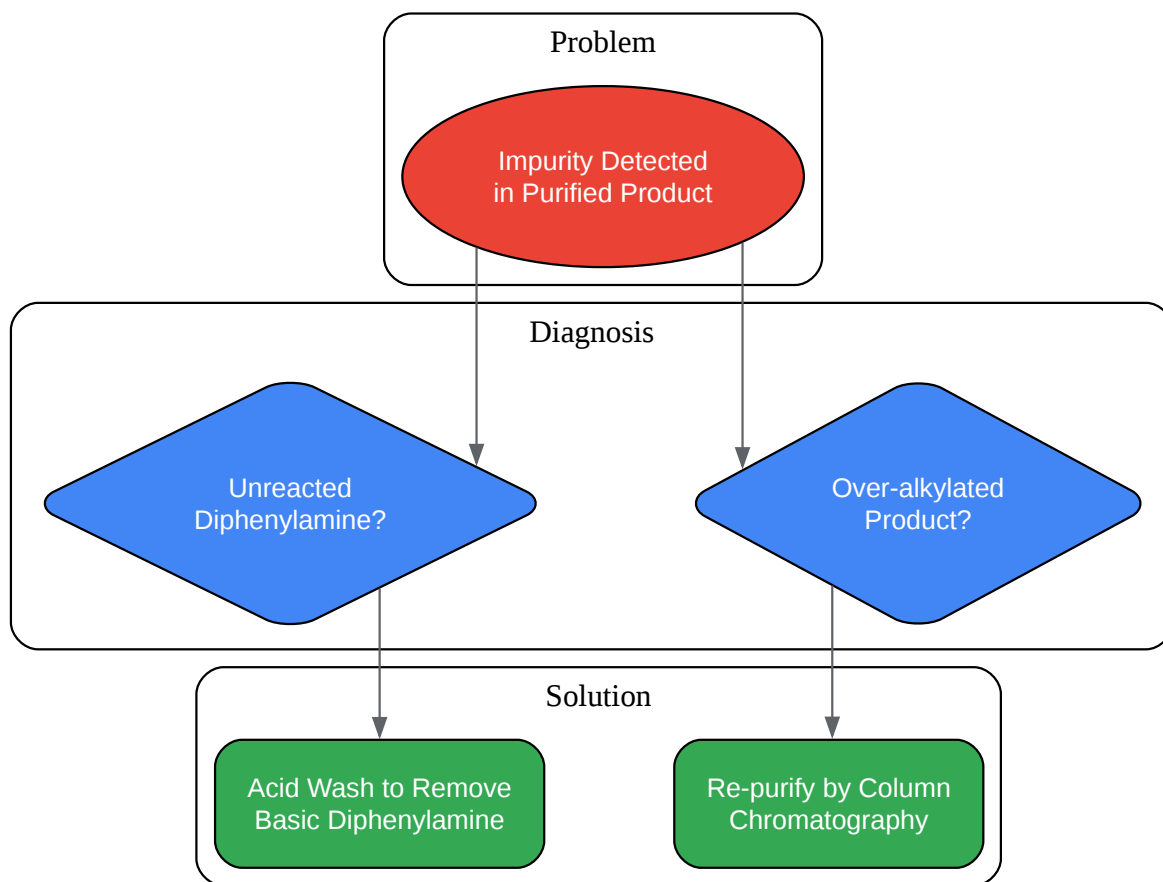 Problem
Impurity Detected
in Purified Product
Diagnosis
Unreacted
Diphenylamine?
Over-alkylated
Product?
Solution
Acid Wash to Remove
Basic Diphenylamine
Re-purify by Column
Chromatography